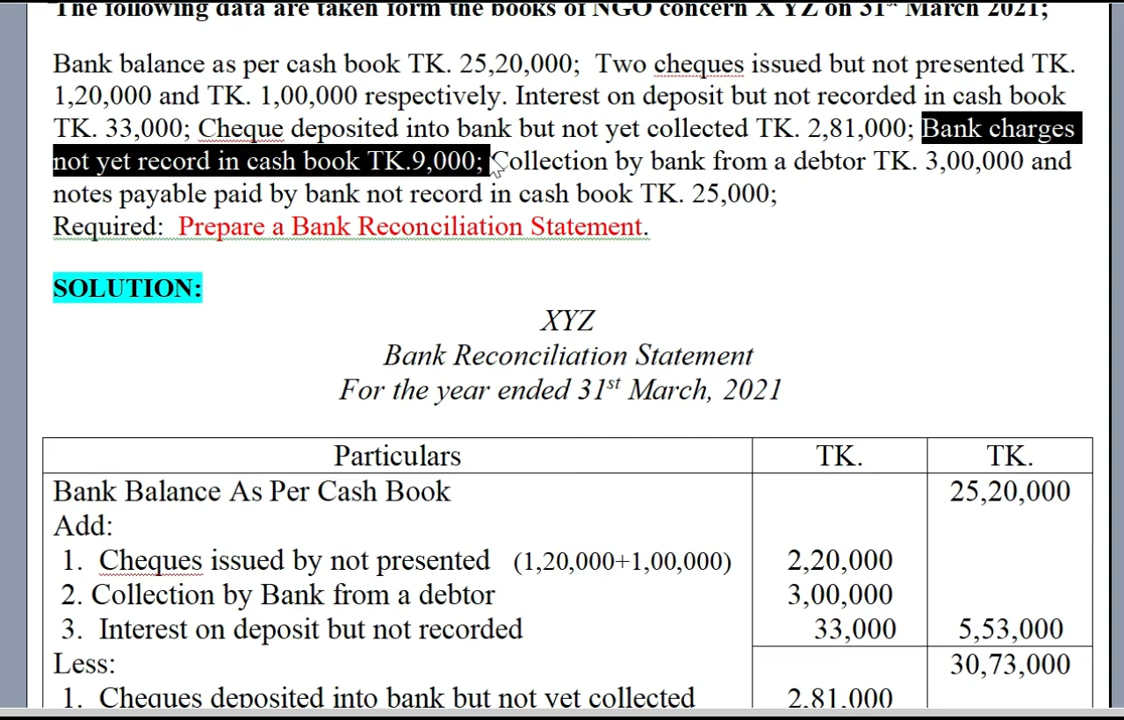 The following data are taken form the books of NGO concern X YZ on 31st March 2021;
Bank balance as per cash book TK. 25,20,000; Two cheques issued but not presented TK.
1,20,000 and TK. 1,00,000 respectively. Interest on deposit but not recorded in cash book
TK. 33,000; Cheque deposited into bank but not yet collected TK. 2,81,000; Bank charges
not yet record in cash book TK.9,000; Collection by bank from a debtor TK. 3,00,000 and
notes payable paid by bank not record in cash book TK. 25,000;
Required: Prepare a Bank Reconciliation Statement.
SOLUTION:
XYZ
Bank Reconciliation Statement
For the year ended 31st March, 2021
Particulars TK. TK.
Bank Balance As Per Cash Book 25,20,000
Add:
1. Cheques issued by not presented (1,20,000+1,00,000) 2,20,000
2. Collection by Bank from a debtor 3,00,000
3. Interest on deposit but not recorded 33,000 5,53,000
Less: 30,73,000
1. Cheques deposited into bank but not yet collected 2,81,000